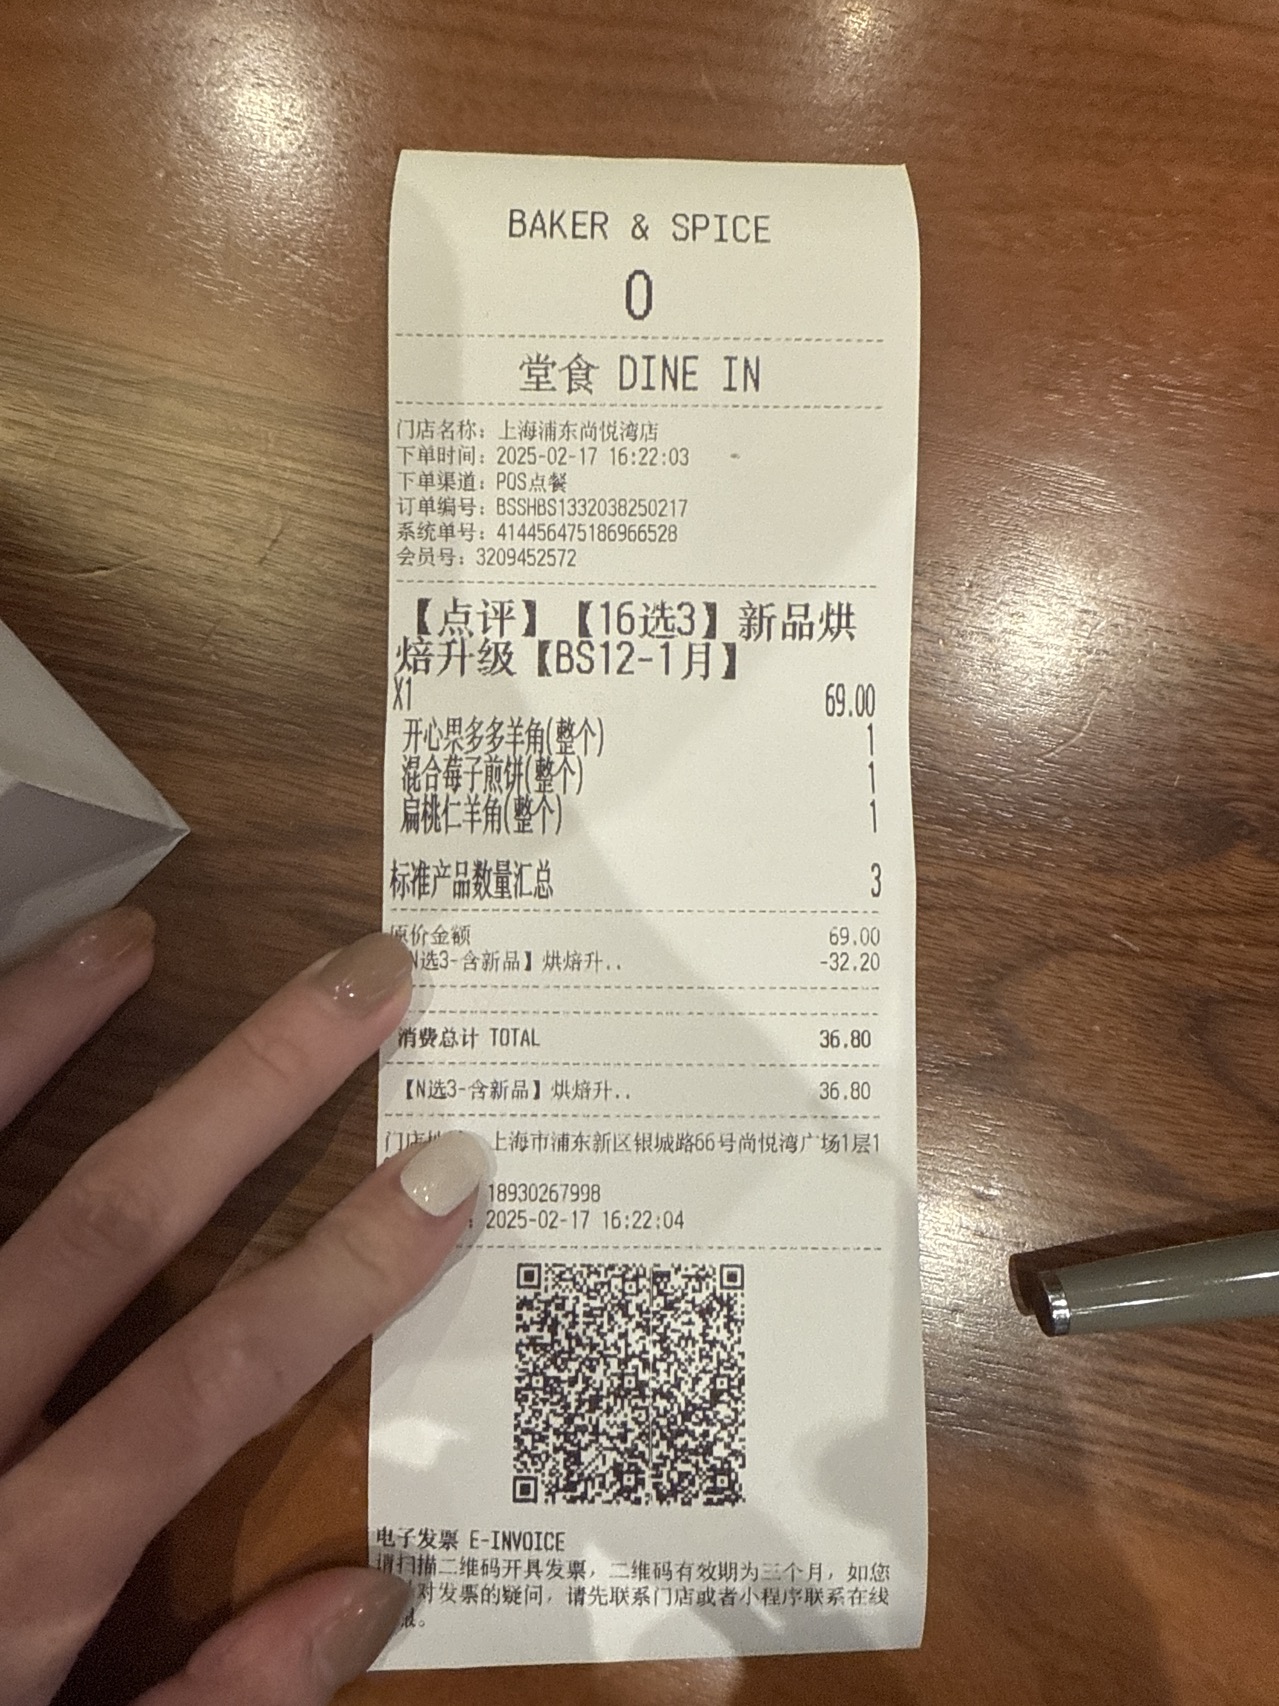 BAKER & SPICE
0
堂食 DINE IN
门店名称：上海浦东尚悦湾店
下单时间：2025-02-17 16:22:03
下单渠道：POS点餐
订单编号：BSSHBS1332038250217
系统单号：414456475186966528
会员号：3209452572
【点评】【16选3】新品烘
焙升级【BS12-1月】
X1 69.00
开心果多多羊角(整个) 1
混合莓子煎饼(整个) 1
扁桃仁羊角(整个) 1
标准产品数量汇总 3
原价金额 69.00
N选3-含新品】烘焙升.. -32.20
消费总计 TOTAL 36.80
【N选3-含新品】烘焙升.. 36.80
门店 上海市浦东新区银城路66号尚悦湾广场1层1
18930267998
2025-02-17 16:22:04
电子发票 E-INVOICE
请扫描二维码开具发票，二维码有效期为三个月，如您
对发票的疑问，请先联系门店或者小程序联系在线